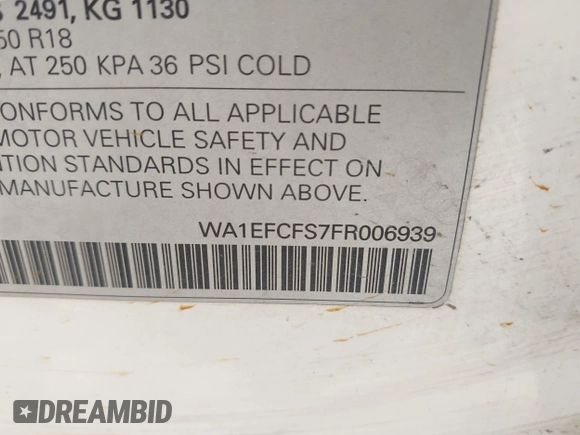 2491, KG 1130
50 R18
, AT 250 KPA 36 PSI COLD
ONFORMS TO ALL APPLICABLE
MOTOR VEHICLE SAFETY AND
TION STANDARDS IN EFFECT ON
MANUFACTURE SHOWN ABOVE.
WA1EFCFS7FR006939
DREAMBID